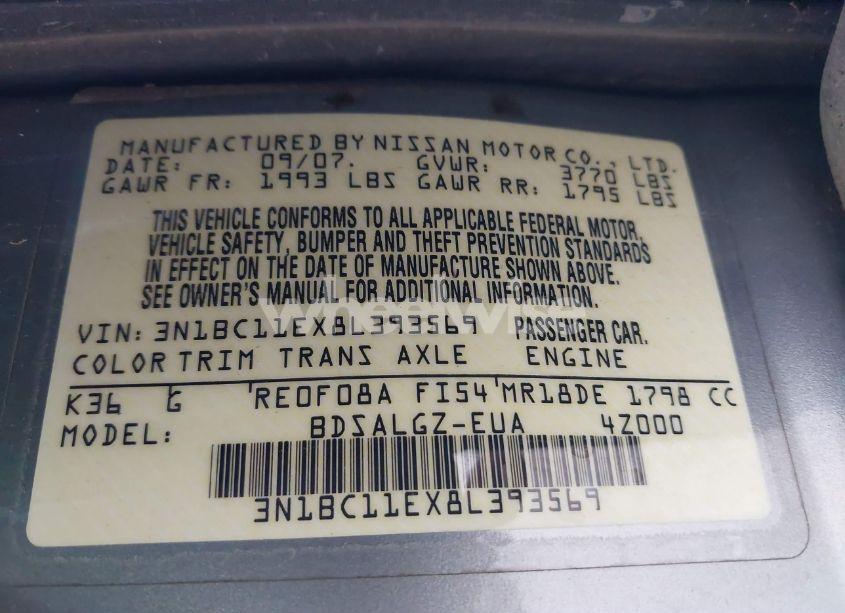 MANUFACTURED BY NISSAN MOTOR CO., LTD.
DATE: 09/07. GVWR: 3770 LBS
GAWR FR: 1993 LBS GAWR RR: 1795 LBS
THIS VEHICLE CONFORMS TO ALL APPLICABLE FEDERAL MOTOR.
VEHICLE SAFETY, BUMPER AND THEFT PREVENTION STANDARDS
IN EFFECT ON THE DATE OF MANUFACTURE SHOWN ABOVE.
SEE OWNER'S MANUAL FOR ADDITIONAL INFORMATION.
wheelwise
VIN: 3N1BC11EX8L393569 PASSENGER CAR.
COLOR TRIM TRANS AXLE ENGINE
K36 G RE0F08A FI54 MR18DE 1798 CC
MODEL: BDSALGZ-EUA 4Z000
3N1BC11EX8L393569